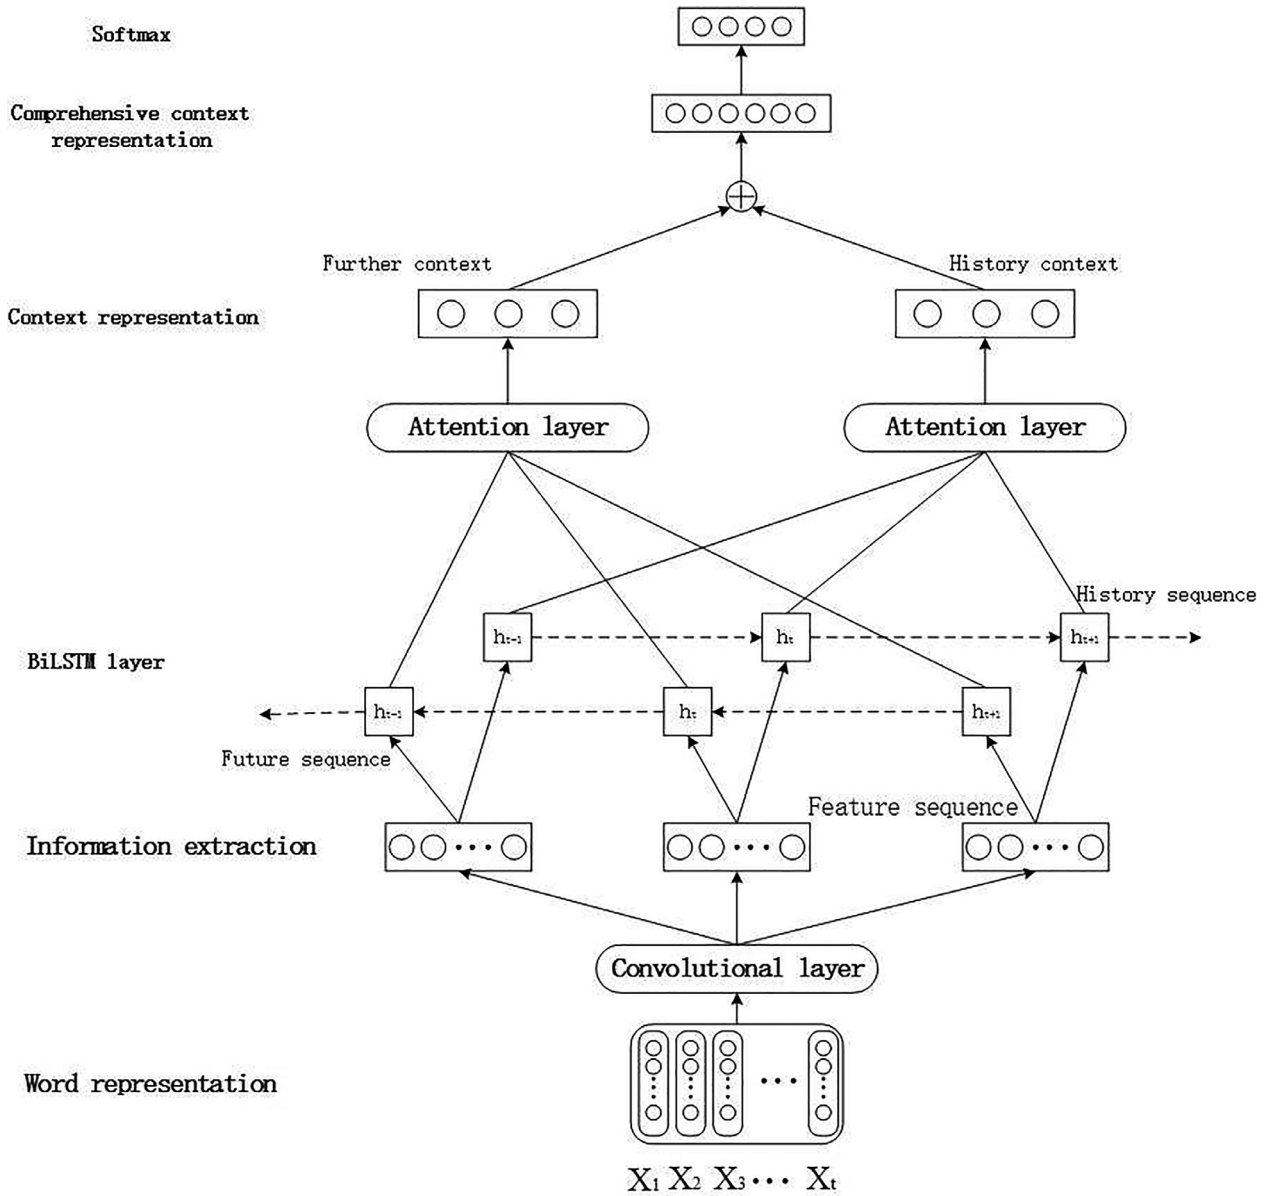 Softmax
Comprehensive context
representation
Further context
History context
Context representation
Attention layer
Attention layer
History sequence
hₜ₋₁
hₜ
hₜ₊₁
BiLSTM layer
hₜ₋₁
hₜ
hₜ₊₁
Future sequence
Feature sequence
Information extraction
Convolutional layer
Word representation
X₁ X₂ X₃ ··· Xₜ